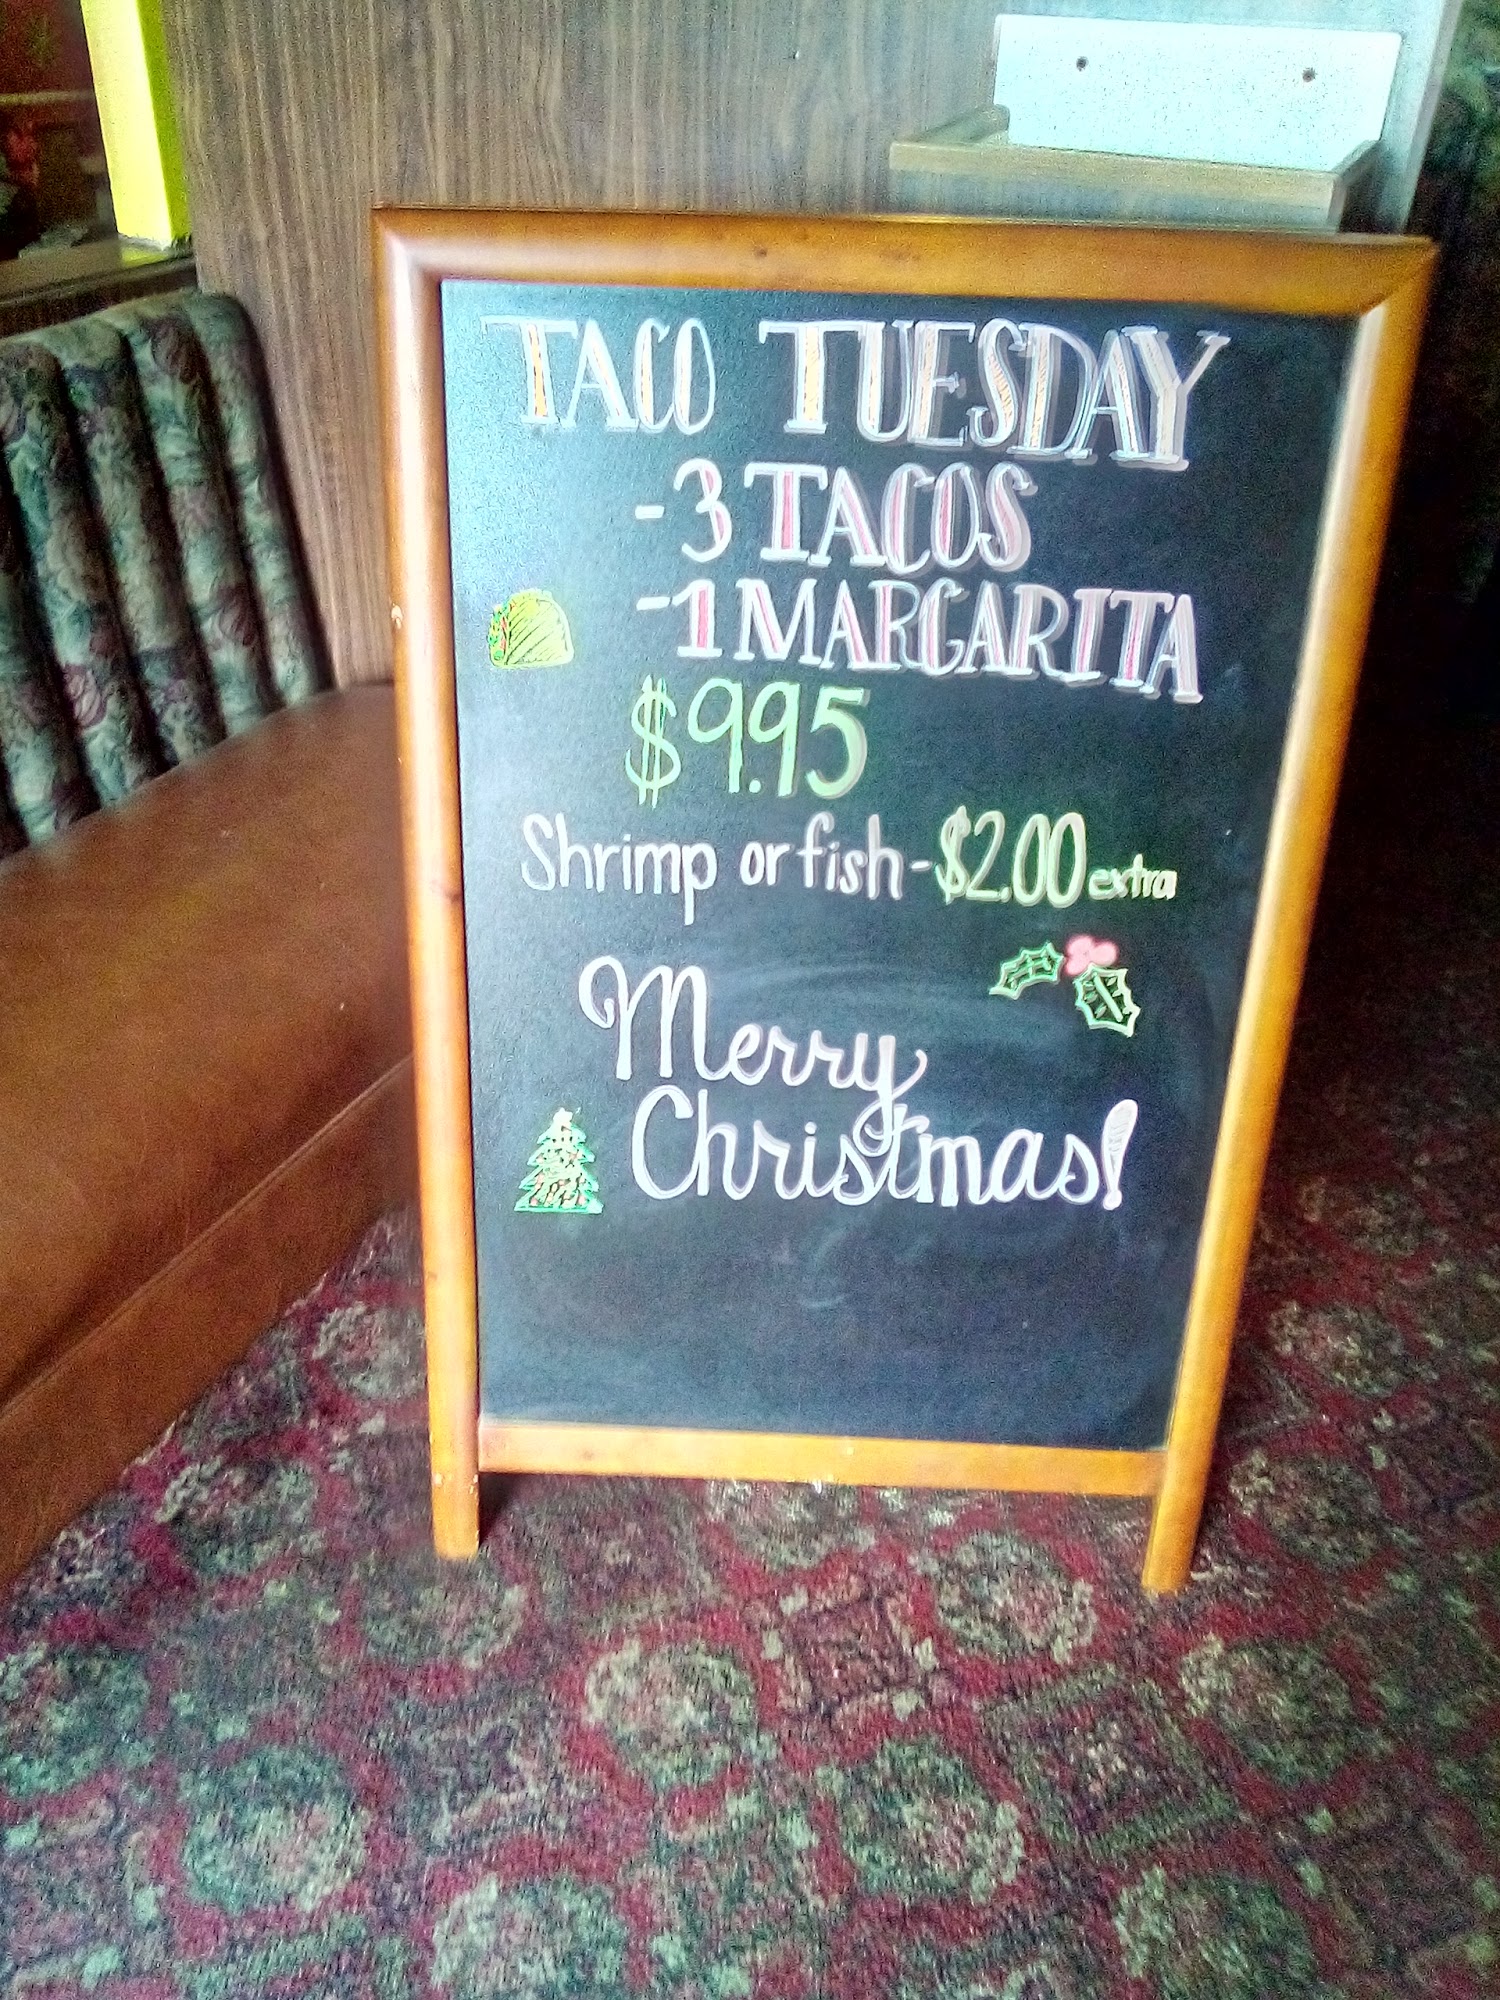 TACO TUESDAY
-3 TACOS
-1 MARGARITA
$9.95
Shrimp or fish-$2.00 extra
Merry
Christmas!